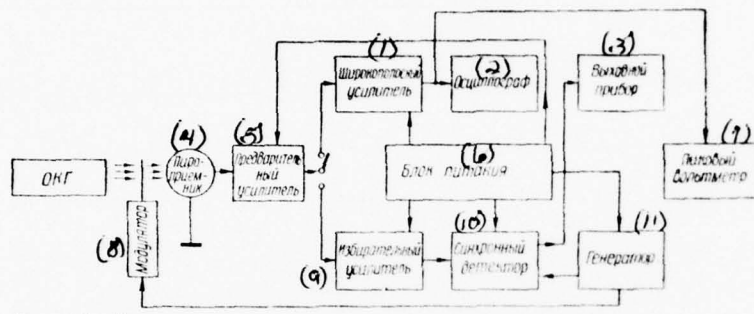 (1)
Широкополосный
усилитель
(2)
Осциллограф
(3)
Выходной
прибор
(4)
Пиро-
прием-
ник
(5)
Предваритель
ный
усилитель
(6)
Блок питания
(7)
Пиковый
вольтметр
ОКГ
(8)
Модулятор
(9)
Избирательный
усилитель
(10)
Синхронный
детектор
(11)
Генератор